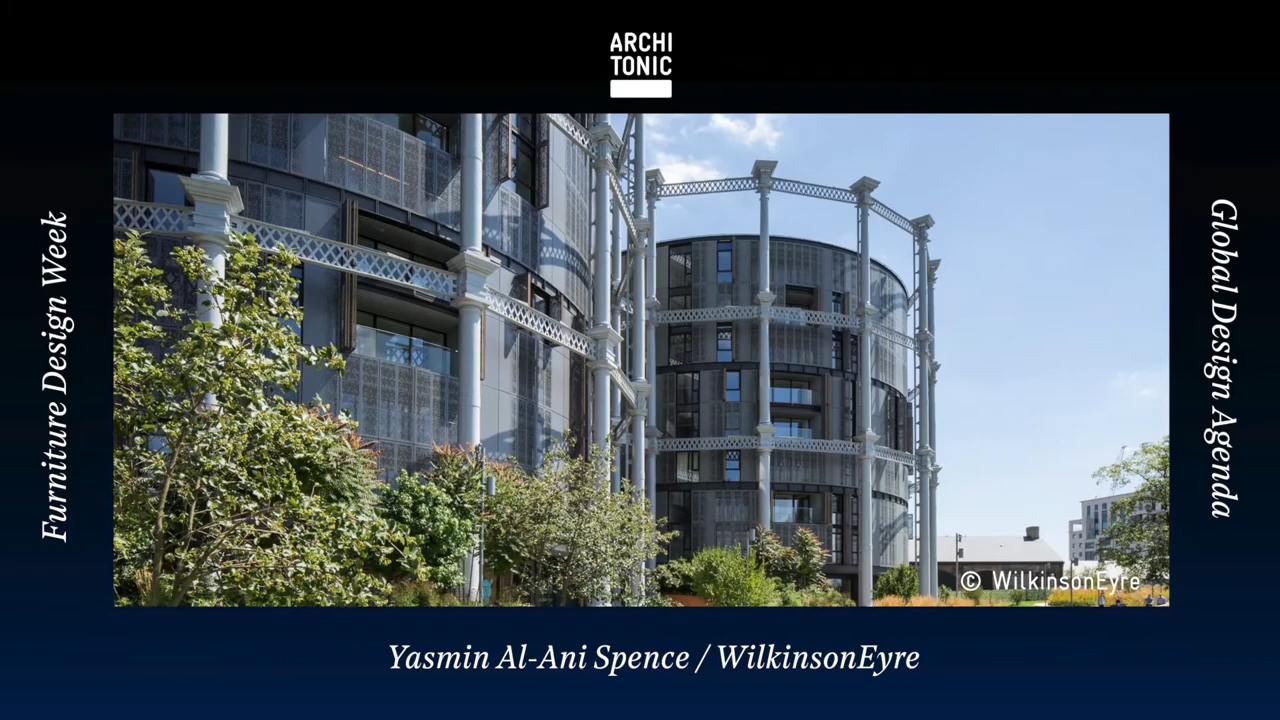 ARCHI
TONIC
Furniture Design Week
Global Design Agenda
© WilkinsonEyre
Yasmin Al-Ani Spence / WilkinsonEyre